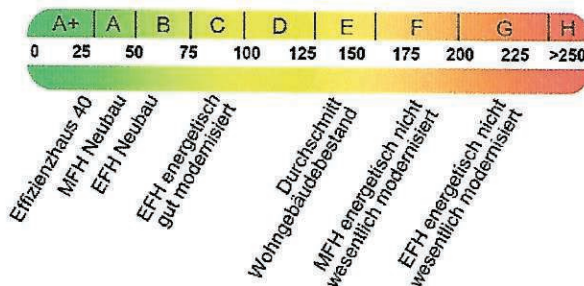 A+ A B C D E F G H
0 25 50 75 100 125 150 175 200 225 >250
Effizienzhaus 40
MFH Neubau
EFH Neubau
EFH energetisch
gut modernisiert
Durchschnitt
Wohngebäudebestand
MFH energetisch nicht
wesentlich modernisiert
EFH energetisch nicht
wesentlich modernisiert